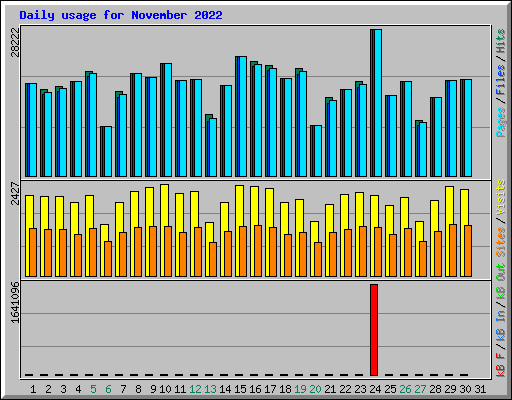 Daily usage for November 2022
28222
Pages / Files / Hits
2427
Sites / Visits
1641096
kB F / kB In / kB Out
1 2 3 4 5 6 7 8 9 10 11 12 13 14 15 16 17 18 19 20 21 22 23 24 25 26 27 28 29 30 31